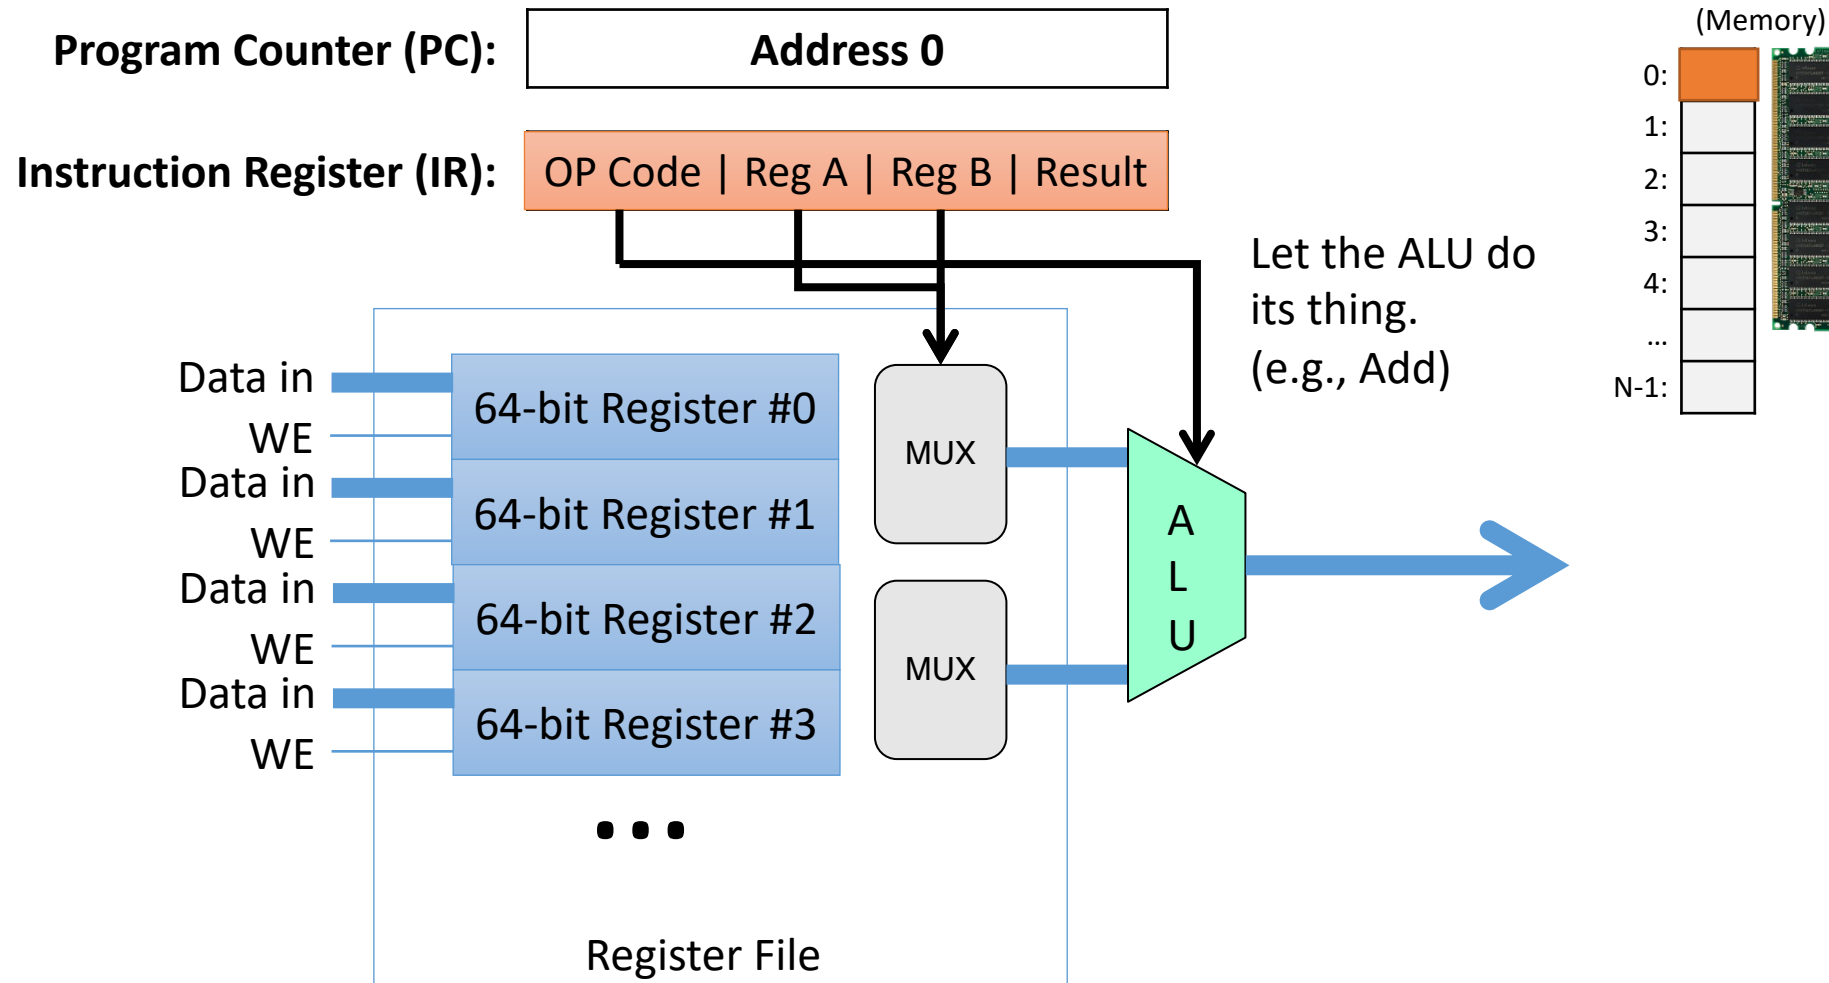 (Memory)
Program Counter (PC):
Address 0
0:
1:
Instruction Register (IR):
OP Code | Reg A | Reg B | Result
2:
3:
4:
...
N-1:
Let the ALU do
its thing.
(e.g., Add)
Data in
WE
64-bit Register #0
Data in
WE
64-bit Register #1
Data in
WE
64-bit Register #2
Data in
WE
64-bit Register #3
...
MUX
MUX
A
L
U
Register File